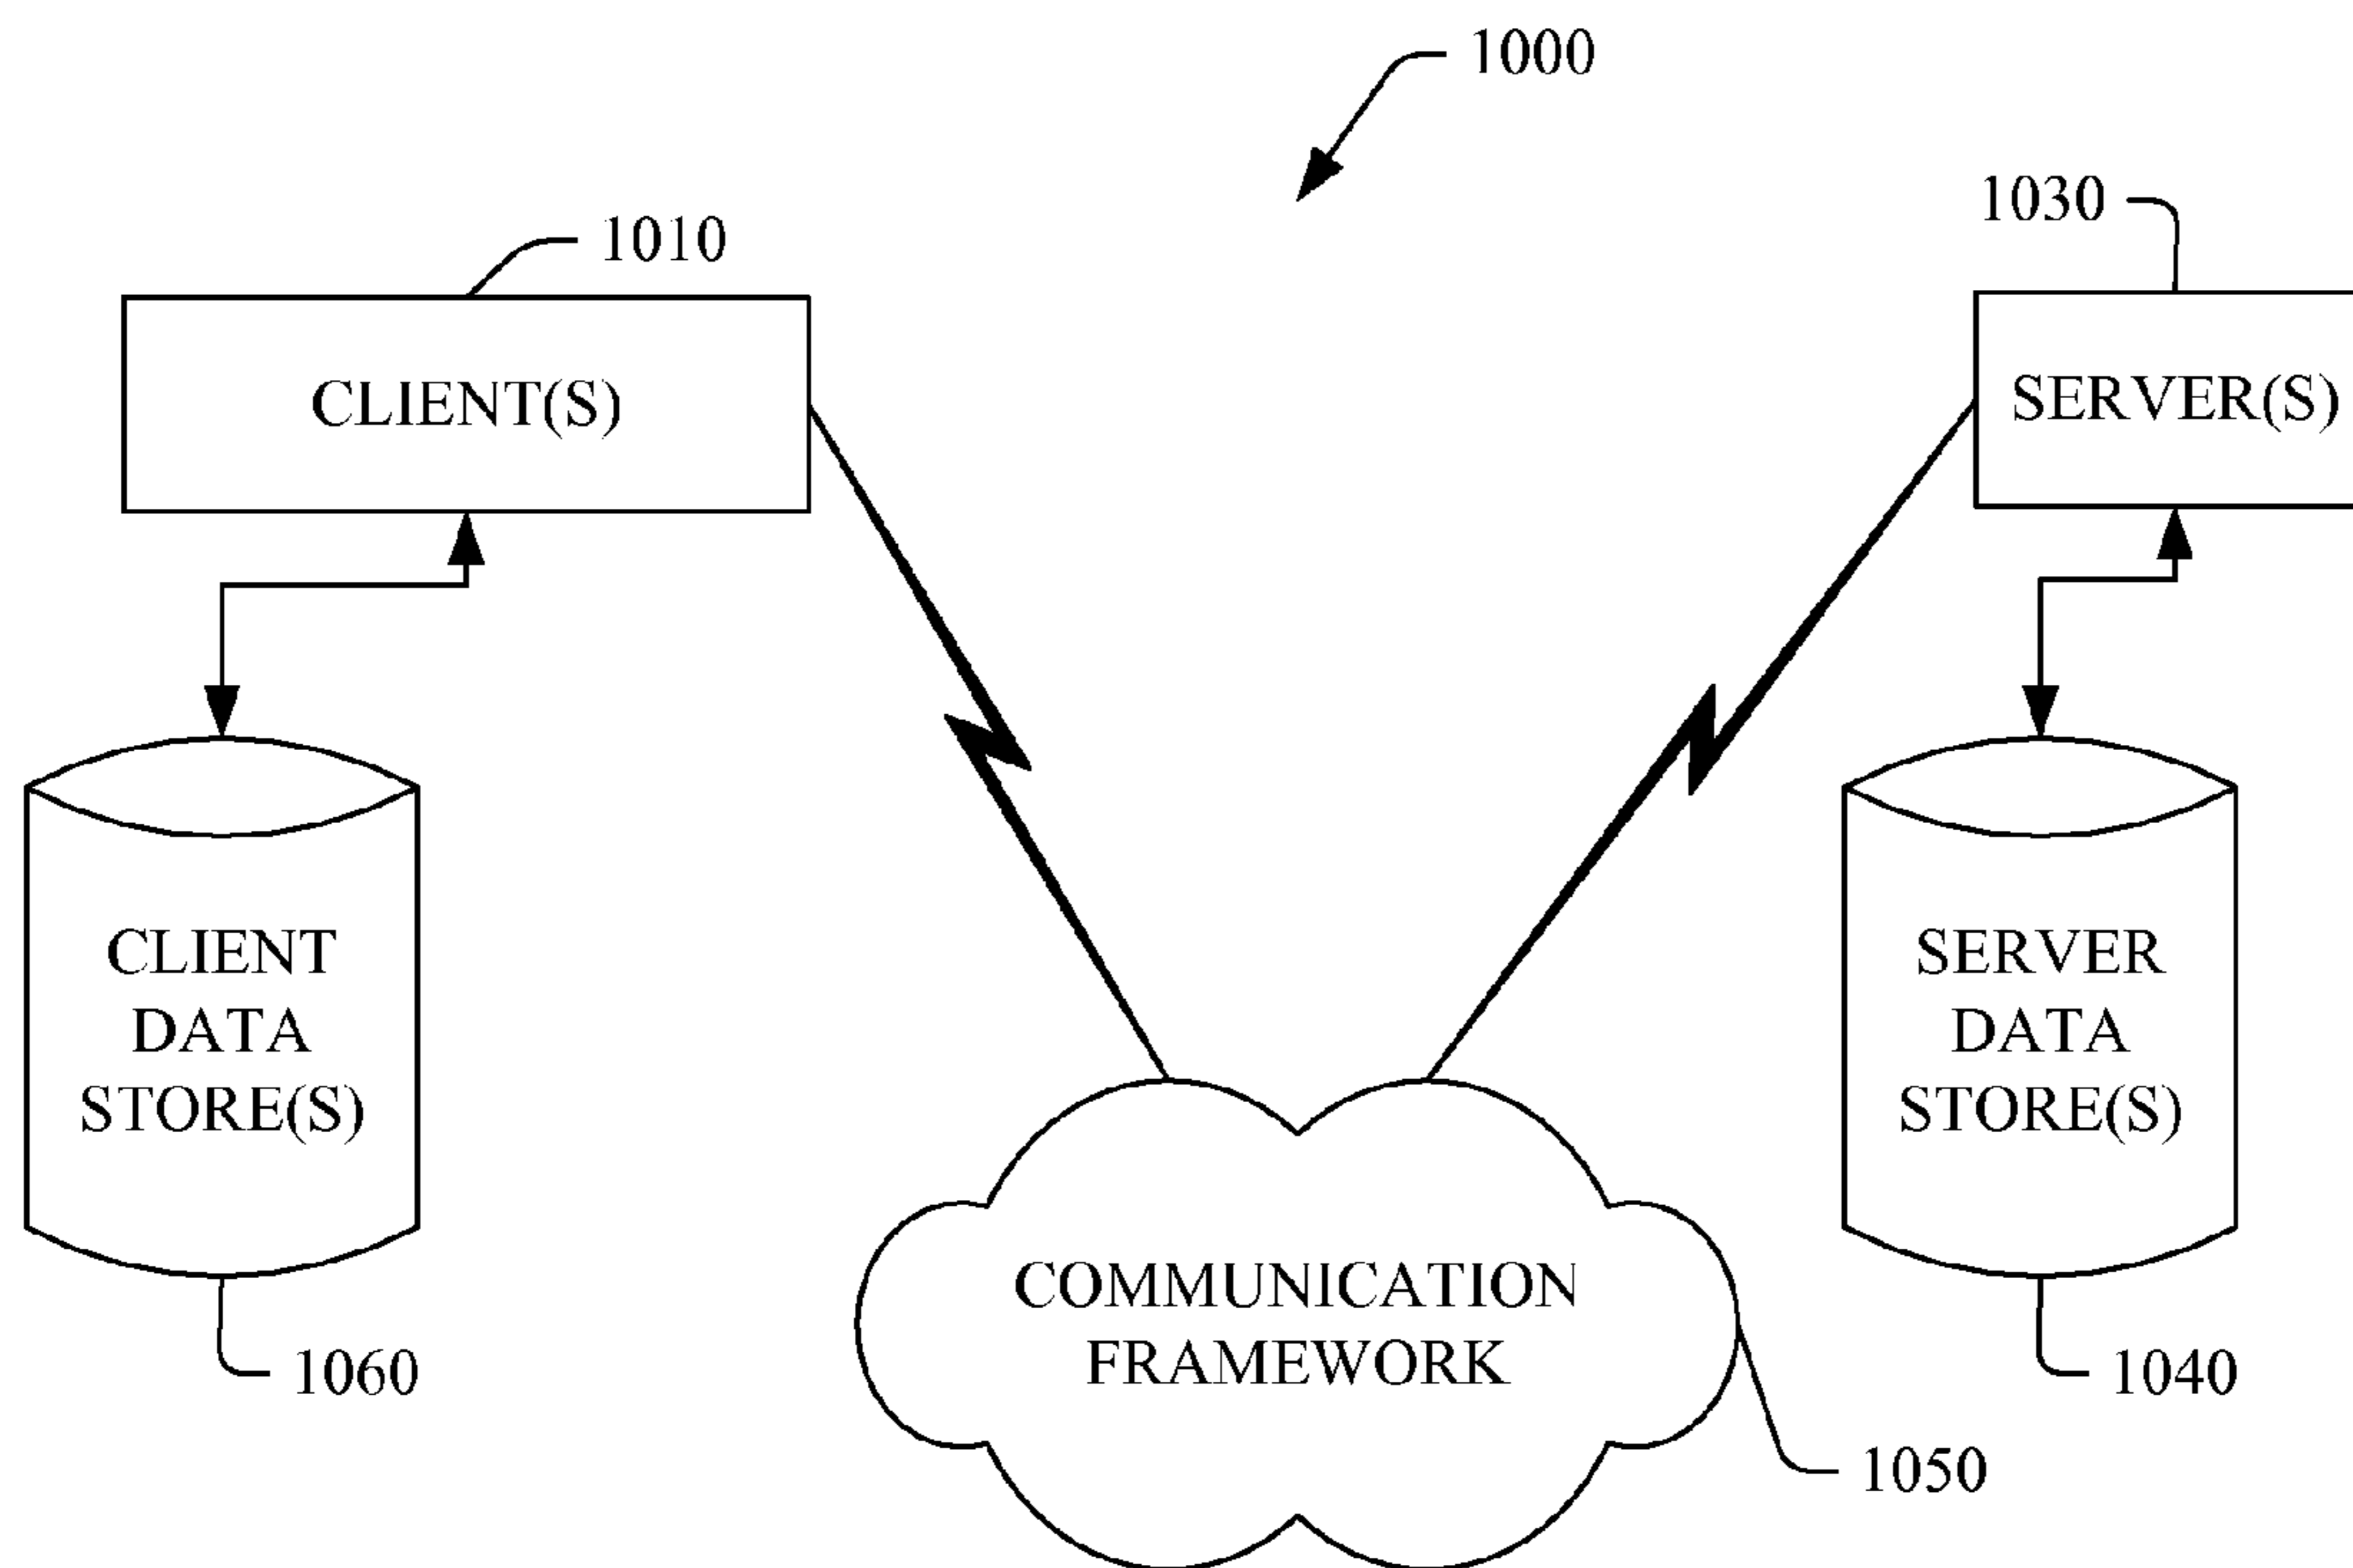 1000
1010
1030
CLIENT(S)
SERVER(S)
CLIENT
DATA
STORE(S)
SERVER
DATA
STORE(S)
COMMUNICATION
FRAMEWORK
1060
1040
1050